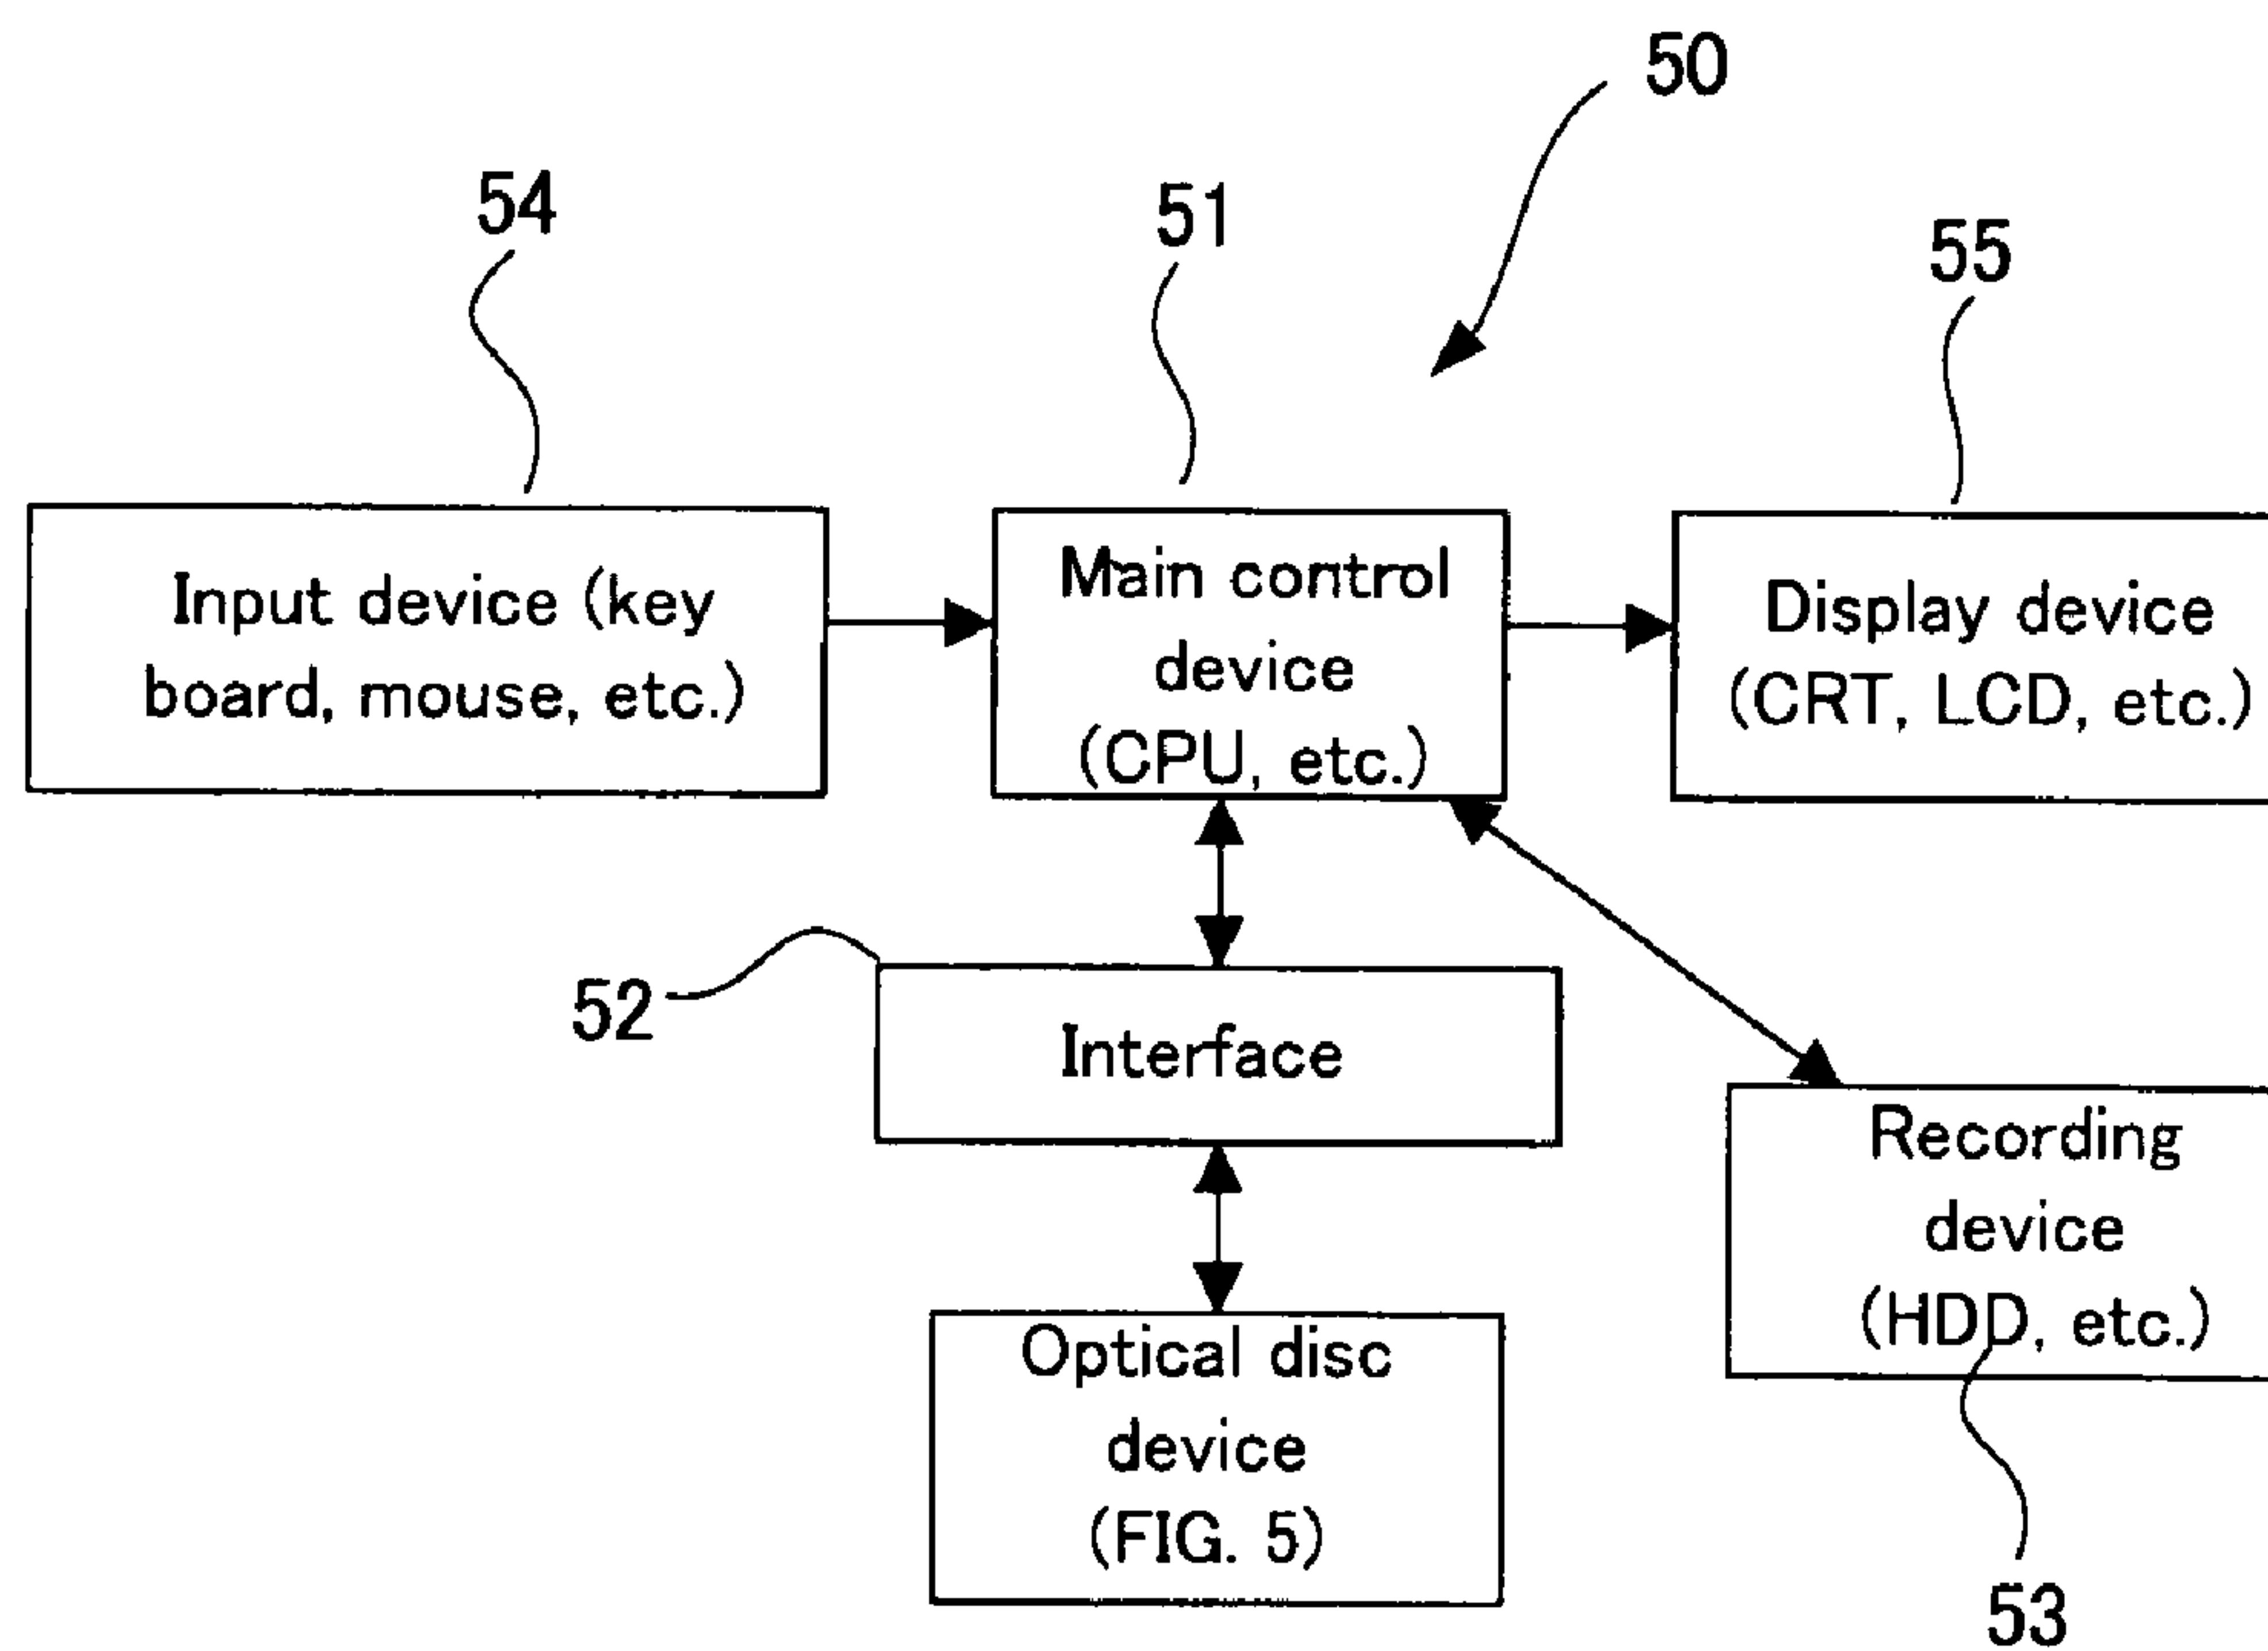 50
54
51
55
Input device (key
board, mouse, etc.)
Main control
device
(CPU, etc.)
Display device
(CRT, LCD, etc.)
52
Interface
Recording
device
(HDD, etc.)
Optical disc
device
(FIG. 5)
53